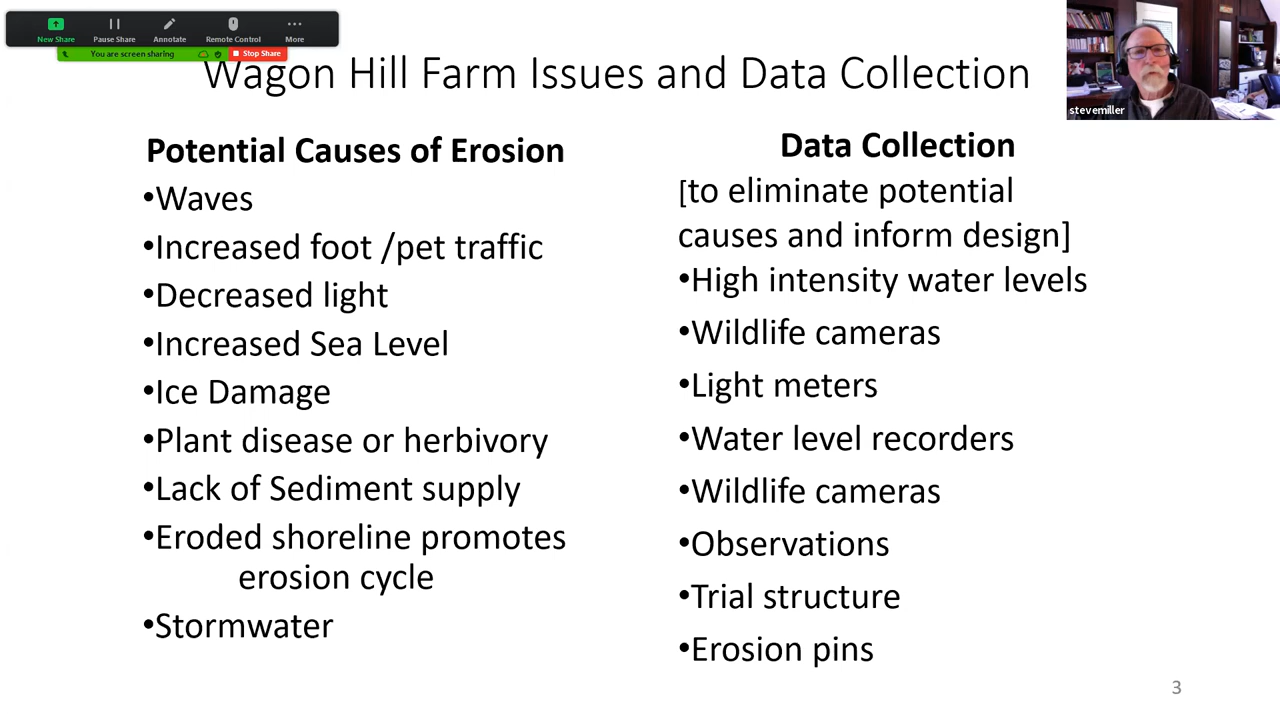 New Share
Pause Share
Annotate
Remote Control
More
You are screen sharing
Stop Share
Wagon Hill Farm Issues and Data Collection
stevemiller
Potential Causes of Erosion
•Waves
•Increased foot /pet traffic
•Decreased light
•Increased Sea Level
•Ice Damage
•Plant disease or herbivory
•Lack of Sediment supply
•Eroded shoreline promotes
erosion cycle
•Stormwater
Data Collection
[to eliminate potential
causes and inform design]
•High intensity water levels
•Wildlife cameras
•Light meters
•Water level recorders
•Wildlife cameras
•Observations
•Trial structure
•Erosion pins
3